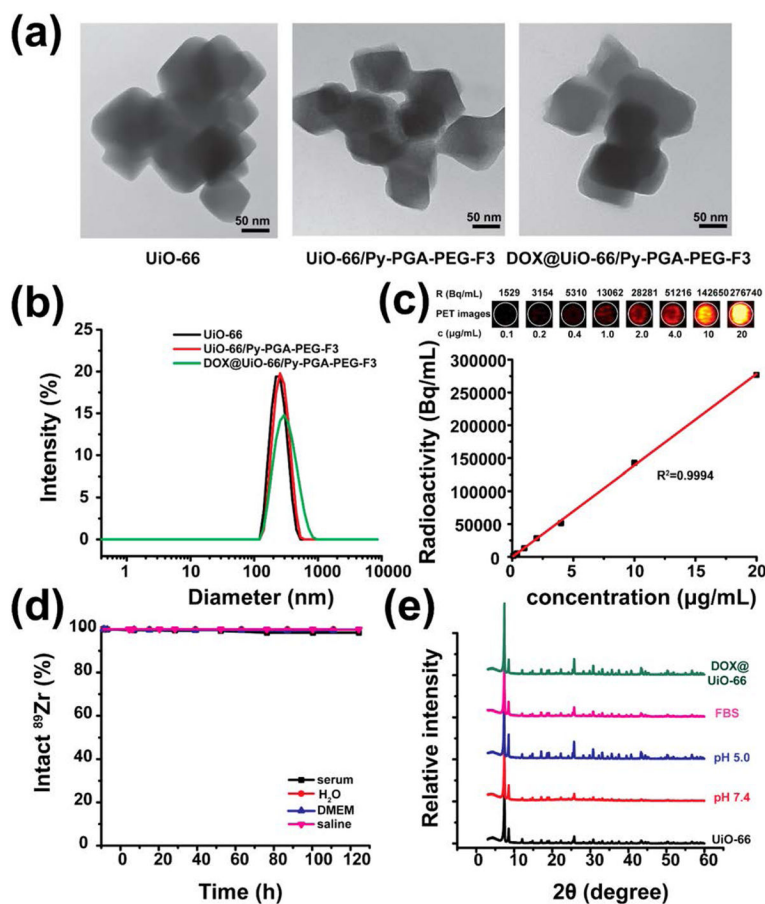 (a)
50 nm
50 nm
50 nm
UiO-66
UiO-66/Py-PGA-PEG-F3
DOX@UiO-66/Py-PGA-PEG-F3
(b)
25
20
15
10
5
0
Intensity (%)
UiO-66
UiO-66/Py-PGA-PEG-F3
DOX@UiO-66/Py-PGA-PEG-F3
1 10 100 1000 10000
Diameter (nm)
(c)
R (Bq/mL) 1529 3154 5310 13062 28281 51216 142650 276740
PET images
c (μg/mL) 0.1 0.2 0.4 1.0 2.0 4.0 10 20
300000
250000
200000
150000
100000
50000
0
Radioactivity (Bq/mL)
R²=0.9994
0 5 10 15 20
concentration (μg/mL)
(d)
100
80
60
40
20
0
Intact ⁸⁹Zr (%)
serum
H₂O
DMEM
saline
0 20 40 60 80 100 120
Time (h)
(e)
Relative intensity
DOX@
UiO-66
FBS
pH 5.0
pH 7.4
UiO-66
0 10 20 30 40 50 60
2θ (degree)